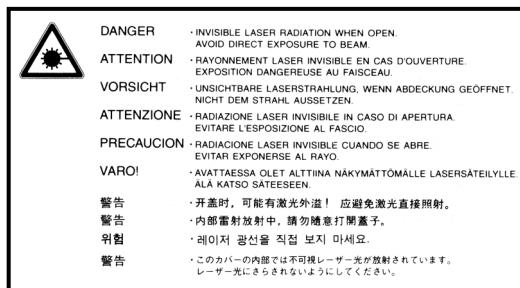 DANGER · INVISIBLE LASER RADIATION WHEN OPEN.
AVOID DIRECT EXPOSURE TO BEAM.
ATTENTION · RAYONNEMENT LASER INVISIBLE EN CAS D'OUVERTURE.
EXPOSITION DANGEREUSE AU FAISCEAU.
VORSICHT · UNSICHTBARE LASERSTRAHLUNG, WENN ABDECKUNG GEÖFFNET.
NICHT DEM STRAHL AUSSETZEN.
ATTENZIONE · RADIAZIONE LASER INVISIBILE IN CASO DI APERTURA.
EVITARE L'ESPOSIZIONE AL FASCIO.
PRECAUCION · RADIACIONE LASER INVISIBLE CUANDO SE ABRE.
EVITAR EXPONERSE AL RAYO.
VARO! · AVATTAESSA OLET ALTTIINA NÄKYMÄTTÖMÄLLE LASERSÄTEILYLLE.
ÄLÄ KATSO SÄTEESEEN.
警告 · 开盖时，可能有激光外溢！ 应避免激光直接照射。
警告 · 内部雷射放射中，請勿隨意打開蓋子。
위험 · 레이저 광선을 직접 보지 마세요.
警告 · このカバーの内部では不可視レーザー光が放射されています。
レーザー光にさらされないようにしてください。